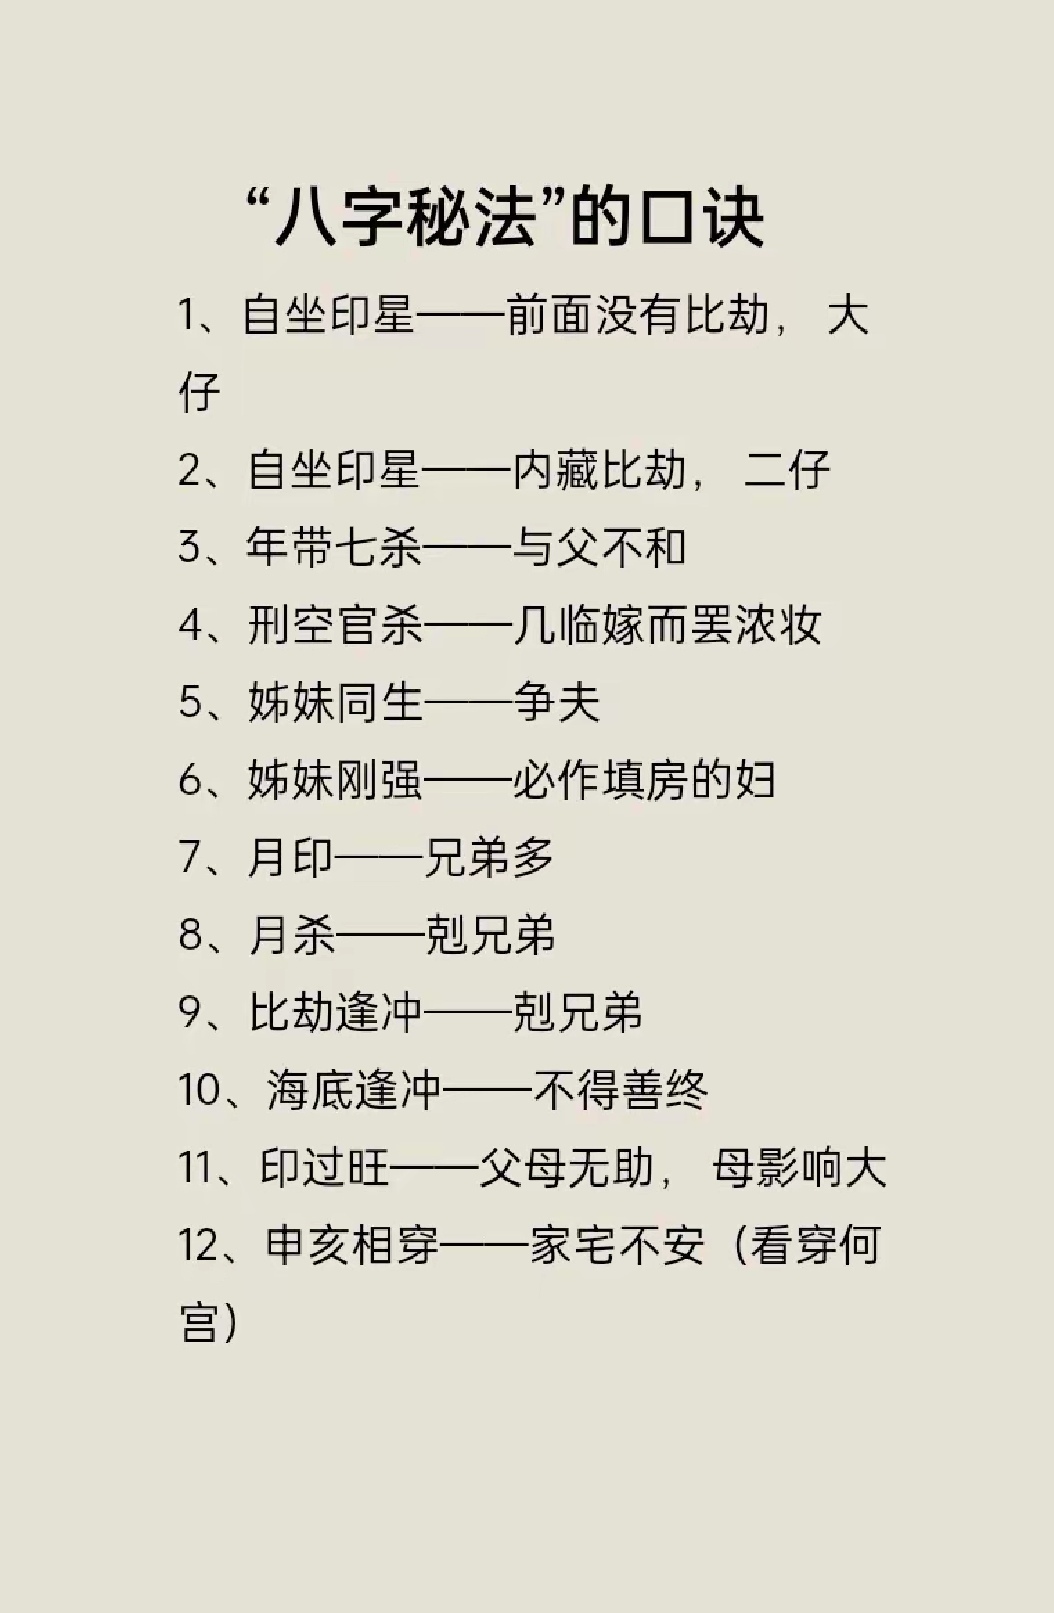 “八字秘法”的口诀
1、自坐印星——前面没有比劫， 大
仔
2、自坐印星——内藏比劫， 二仔
3、年带七杀——与父不和
4、刑空官杀——几临嫁而罢浓妆
5、姊妹同生——争夫
6、姊妹刚强——必作填房的妇
7、月印——兄弟多
8、月杀——剋兄弟
9、比劫逢冲——剋兄弟
10、海底逢冲——不得善终
11、印过旺——父母无助， 母影响大
12、申亥相穿——家宅不安（看穿何
宫）